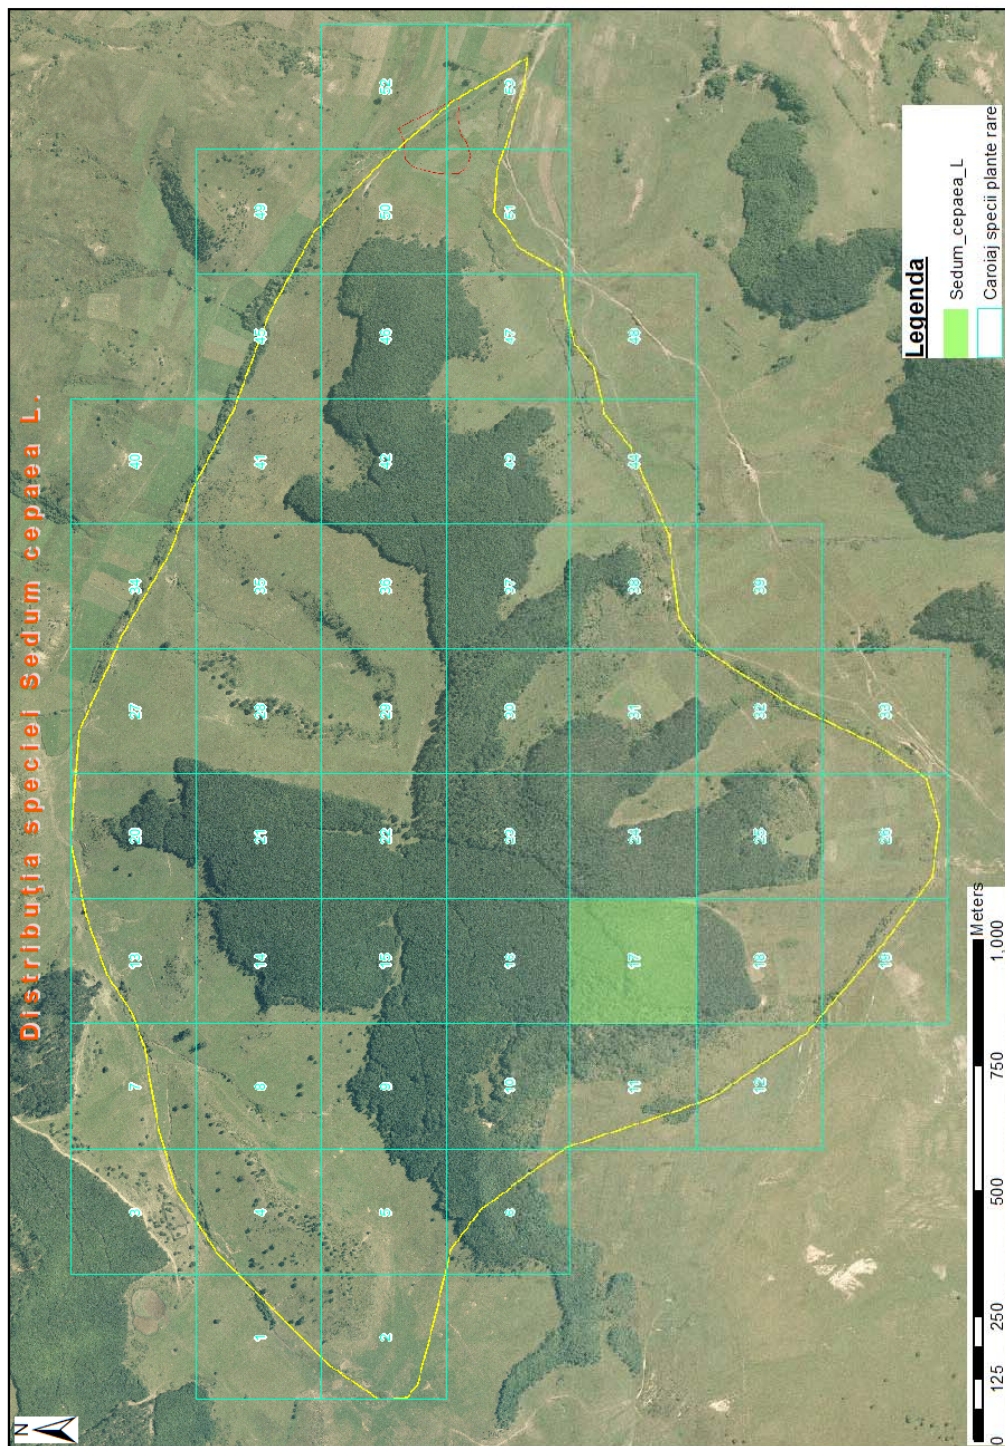 Distribuția speciei Sedum cepaea L.
N
3 7 13 20 27 34 40
1 4 8 14 21 28 35 41 45 49
2 5 9 15 22 29 36 42 46 50 52
6 10 16 23 30 37 43 47 51 53
11 17 24 31 38 44 48
12 18 25 32 39
19 26 33
Legenda
Sedum_cepaea_L
Caroiaj specii plante rare
Meters
0 125 250 500 750 1,000